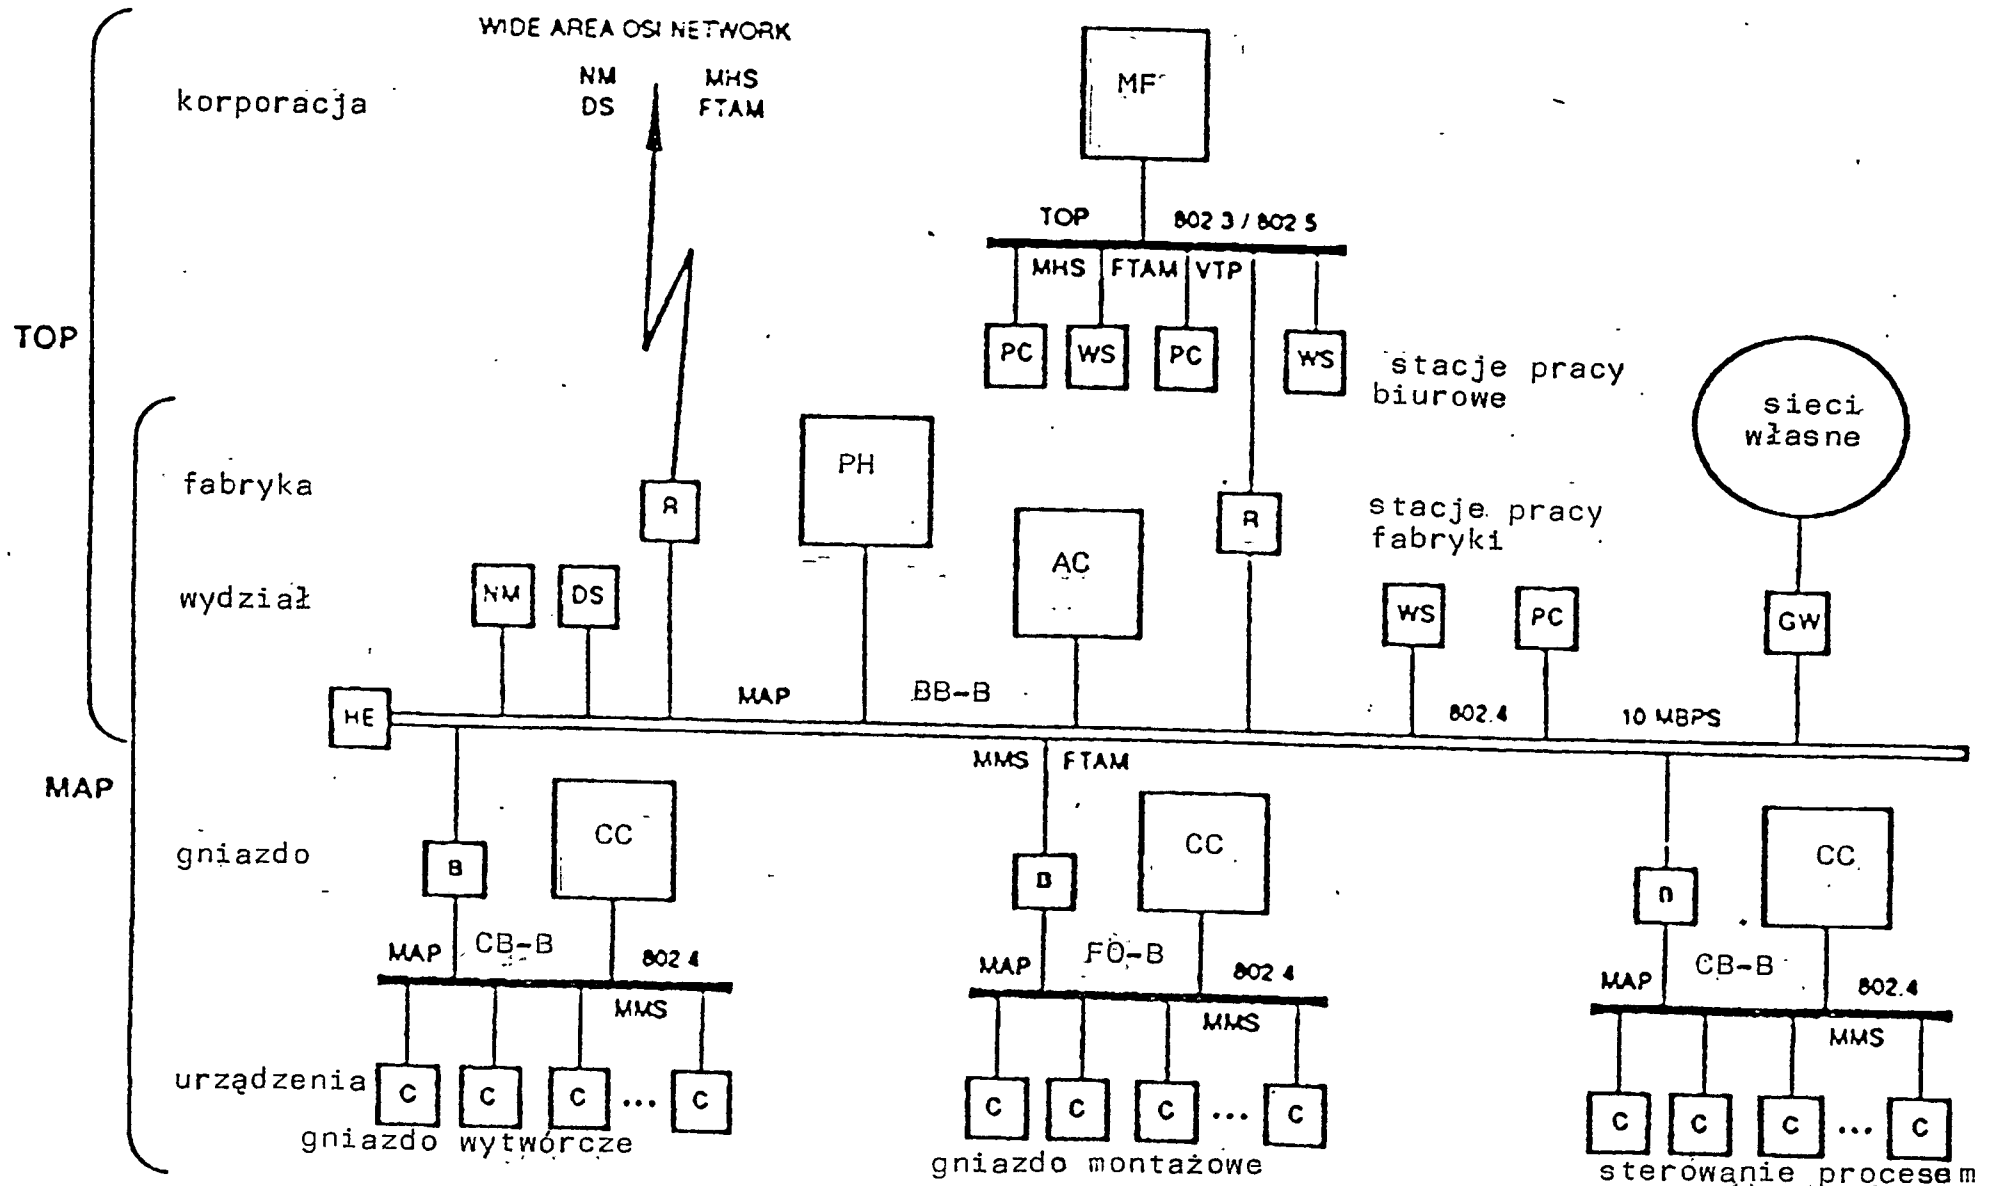 WIDE AREA OSI NETWORK
NM MHS
DS FTAM
korporacja
MF
TOP 802 3 / 802 5
MHS FTAM VTP
TOP
PC WS PC WS
stacje pracy
biurowe
sieci
własne
fabryka
R
PH
AC
R
stacje pracy
fabryki
wydział
NM DS
WS PC GW
HE
MAP BB-B
802.4 10 MBPS
MMS FTAM
MAP
gniazdo
B CC
B CC
CC
MAP CB-B 802 4
MMS
MAP FO-B 802 4
MMS
MAP CB-B 802.4
MMS
urządzenia
C C C ... C
C C C ... C
C C C ... C
gniazdo wytwórcze
gniazdo montażowe
sterowanie procesem